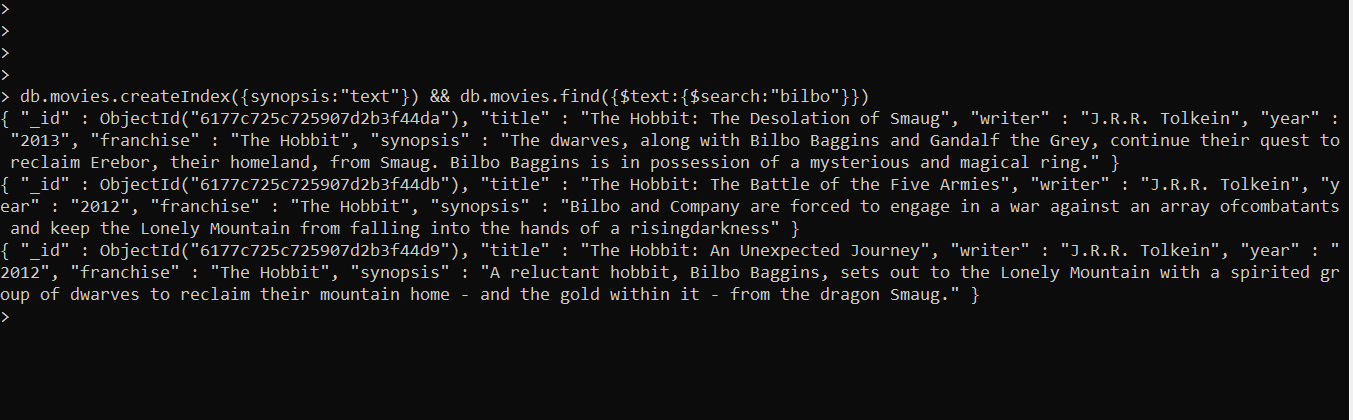 >
>
>
>
> db.movies.createIndex({synopsis:"text"}) && db.movies.find({$text:{$search:"bilbo"}})
{ "_id" : ObjectId("6177c725c725907d2b3f44da"), "title" : "The Hobbit: The Desolation of Smaug", "writer" : "J.R.R. Tolkein", "year" :
 "2013", "franchise" : "The Hobbit", "synopsis" : "The dwarves, along with Bilbo Baggins and Gandalf the Grey, continue their quest to
 reclaim Erebor, their homeland, from Smaug. Bilbo Baggins is in possession of a mysterious and magical ring." }
{ "_id" : ObjectId("6177c725c725907d2b3f44db"), "title" : "The Hobbit: The Battle of the Five Armies", "writer" : "J.R.R. Tolkein", "y
ear" : "2012", "franchise" : "The Hobbit", "synopsis" : "Bilbo and Company are forced to engage in a war against an array ofcombatants
 and keep the Lonely Mountain from falling into the hands of a risingdarkness" }
{ "_id" : ObjectId("6177c725c725907d2b3f44d9"), "title" : "The Hobbit: An Unexpected Journey", "writer" : "J.R.R. Tolkein", "year" : "
2012", "franchise" : "The Hobbit", "synopsis" : "A reluctant hobbit, Bilbo Baggins, sets out to the Lonely Mountain with a spirited gr
oup of dwarves to reclaim their mountain home - and the gold within it - from the dragon Smaug." }
>